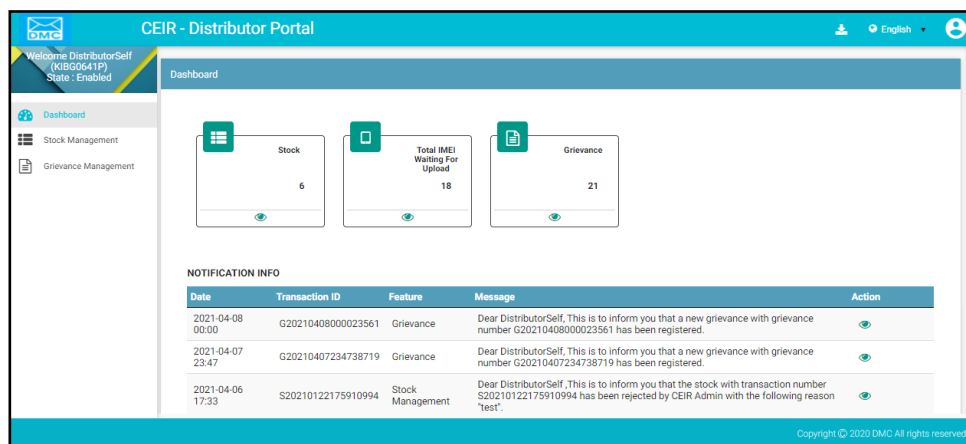 DMC
CEIR - Distributor Portal
English
Welcome DistributorSelf
(KIBG0641P)
State : Enabled
Dashboard
Stock Management
Grievance Management
Dashboard
Stock
6
Total IMEI
Waiting For
Upload
18
Grievance
21
NOTIFICATION INFO
Date Transaction ID Feature Message Action
2021-04-08
00:00
G20210408000023561
Grievance
Dear DistributorSelf, This is to inform you that a new grievance with grievance
number G20210408000023561 has been registered.
2021-04-07
23:47
G20210407234738719
Grievance
Dear DistributorSelf, This is to inform you that a new grievance with grievance
number G20210407234738719 has been registered.
2021-04-06
17:33
S20210122175910994
Stock
Management
Dear DistributorSelf ,This is to inform you that the stock with transaction number
S20210122175910994 has been rejected by CEIR Admin with the following reason
"test".
Copyright © 2020 DMC All rights reserved